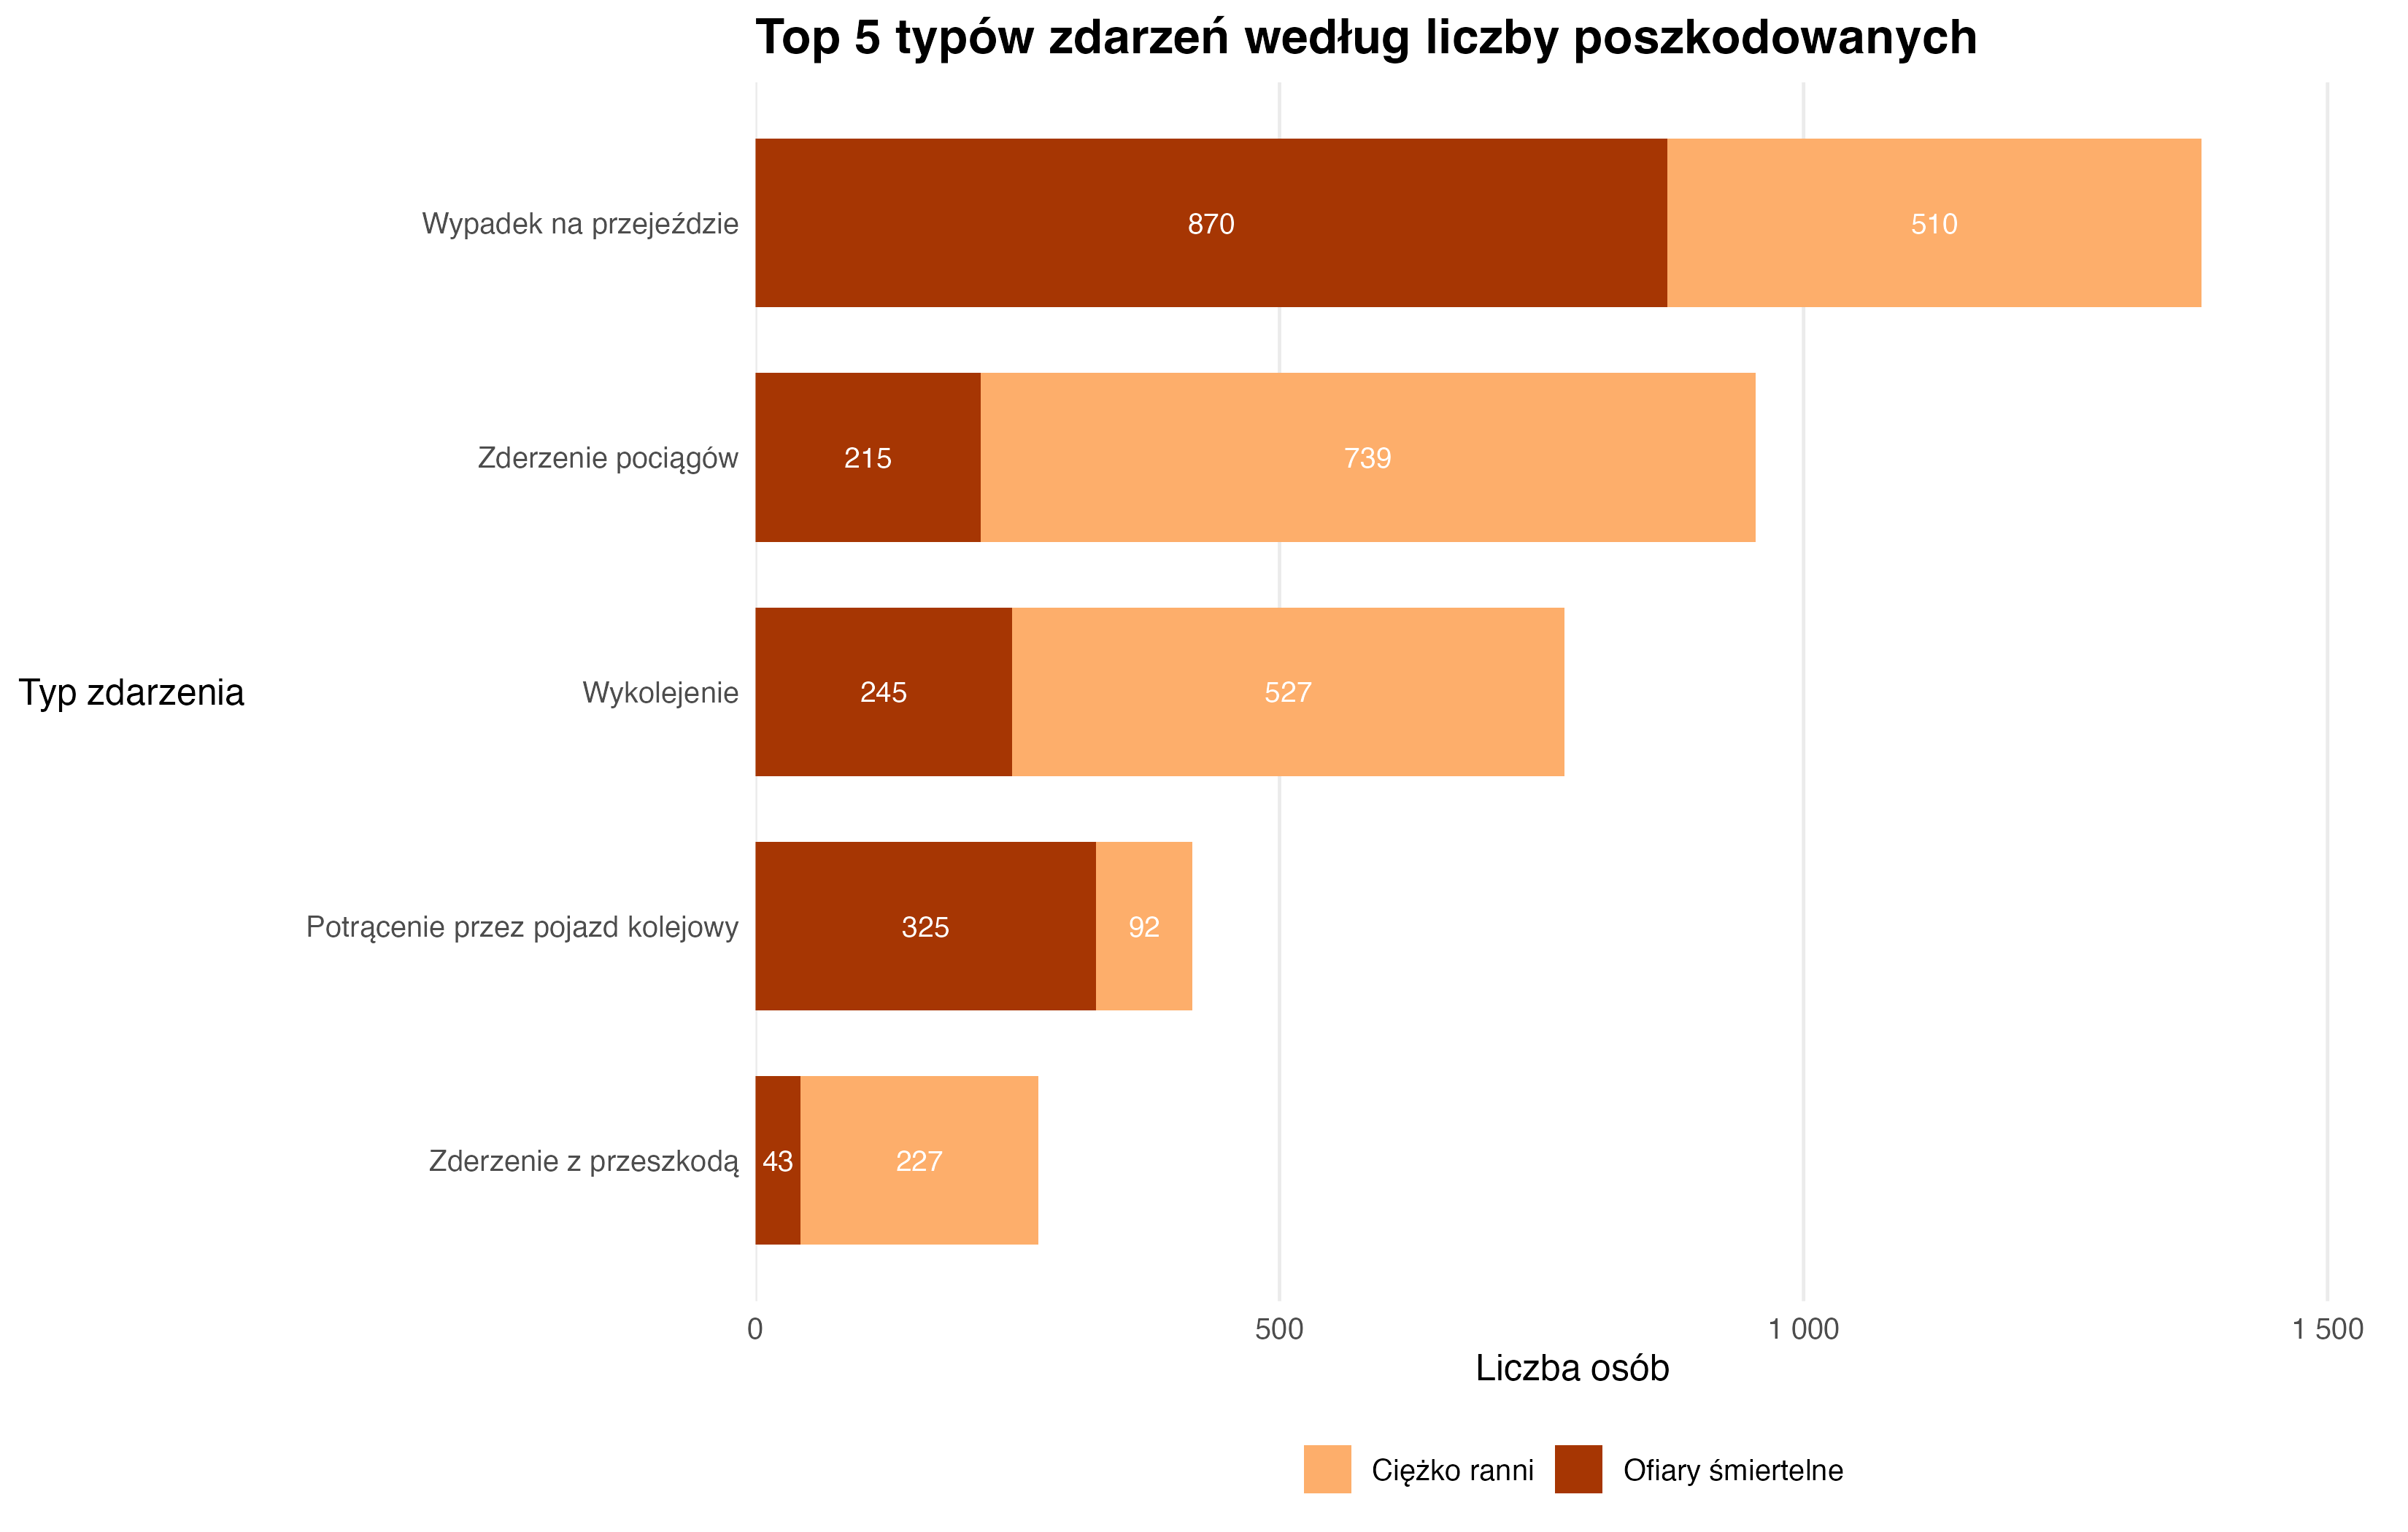 Top 5 typów zdarzeń według liczby poszkodowanych
Typ zdarzenia
Wypadek na przejeździe
870
510
Zderzenie pociągów
215
739
Wykolejenie
245
527
Potrącenie przez pojazd kolejowy
325
92
Zderzenie z przeszkodą
43
227
0
500
1 000
1 500
Liczba osób
Ciężko ranni
Ofiary śmiertelne